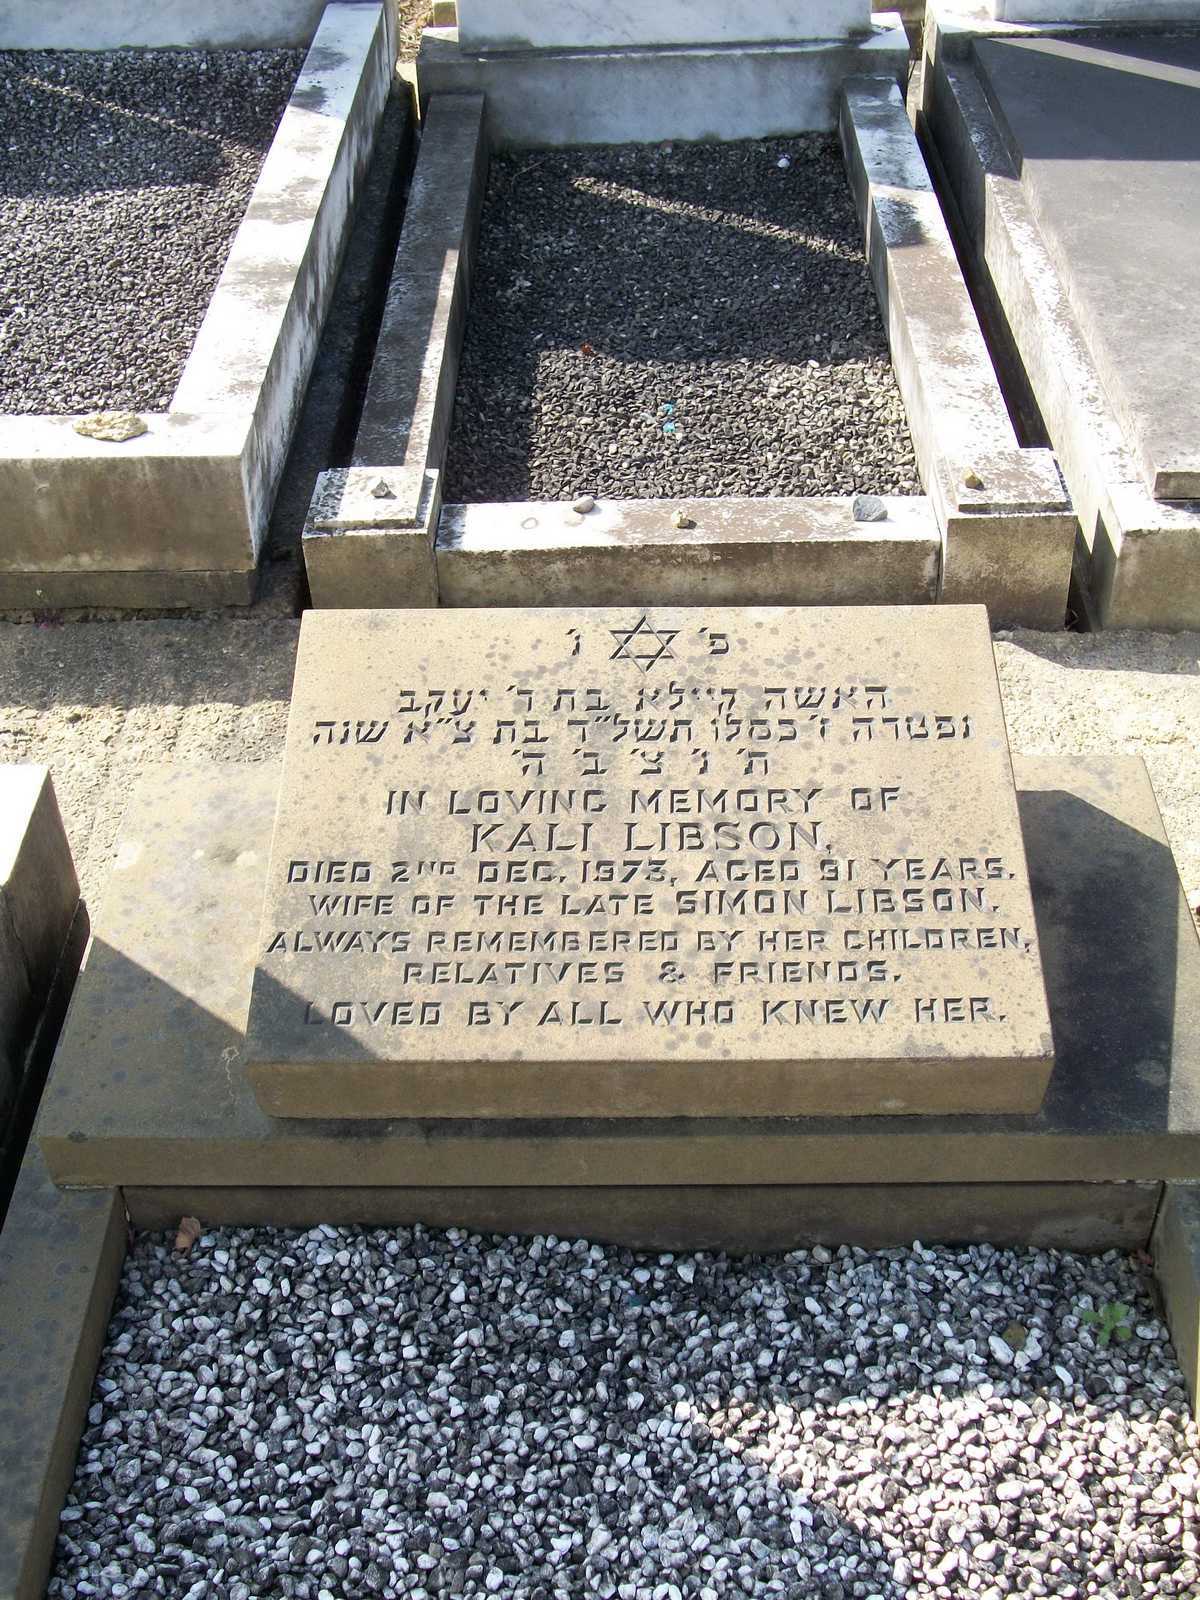 פ׳ ו׳
האשה קיילא בת ר׳ יעקב
ופטרה ז׳ כסלו תשל״ד בת צ״א שנה
ת׳ ו׳ צ׳ ב׳ ה׳
IN LOVING MEMORY OF
KALI LIBSON,
DIED 2ND DEC. 1973, AGED 91 YEARS.
WIFE OF THE LATE SIMON LIBSON.
ALWAYS REMEMBERED BY HER CHILDREN,
RELATIVES & FRIENDS.
LOVED BY ALL WHO KNEW HER.